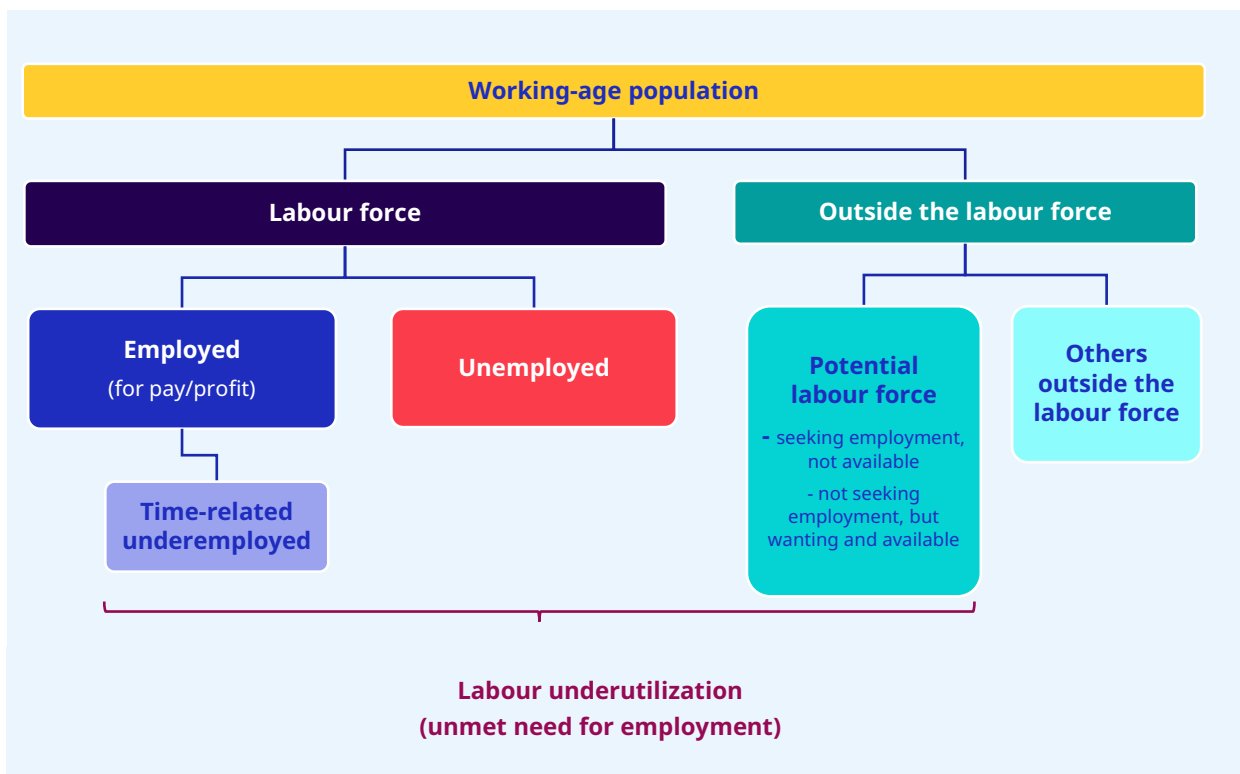 Working-age population
Labour force
Outside the labour force
Employed
(for pay/profit)
Unemployed
Potential
labour force
- seeking employment,
not available
- not seeking
employment, but
wanting and available
Others
outside the
labour force
Time-related
underemployed
Labour underutilization
(unmet need for employment)